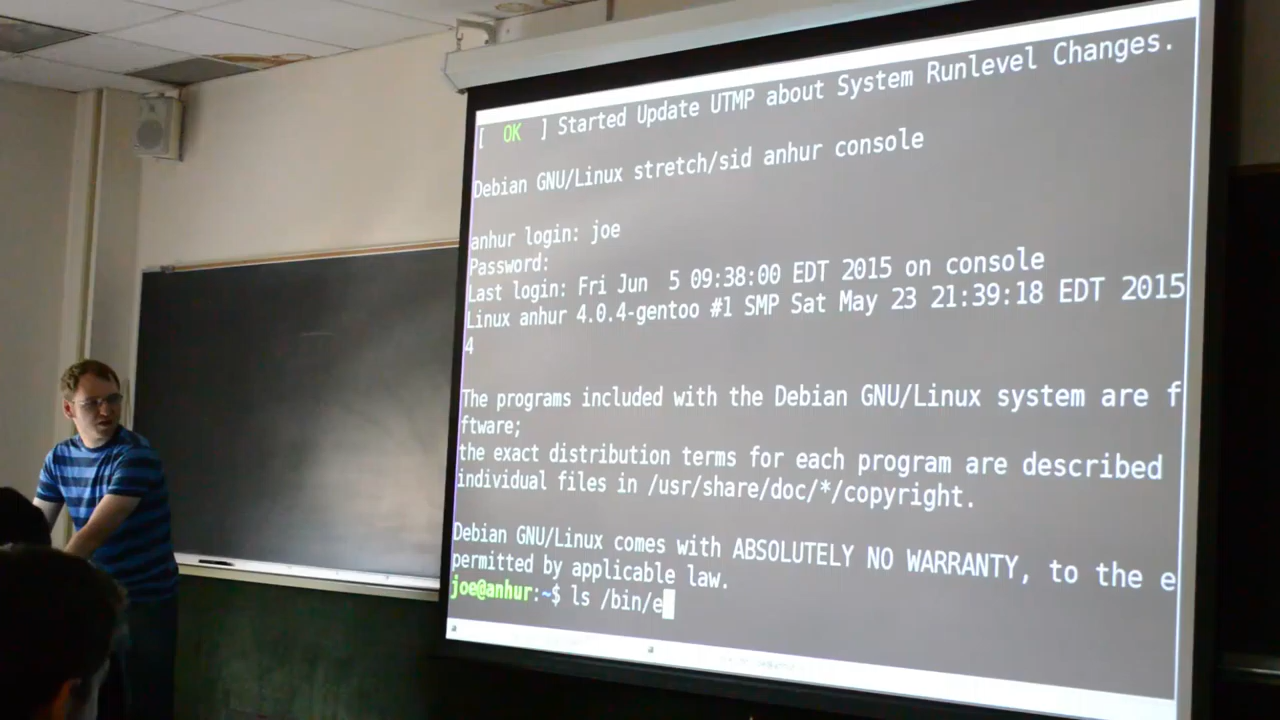 [  OK  ] Started Update UTMP about System Runlevel Changes.
Debian GNU/Linux stretch/sid anhur console
anhur login: joe
Password:
Last login: Fri Jun  5 09:38:00 EDT 2015 on console
Linux anhur 4.0.4-gentoo #1 SMP Sat May 23 21:39:18 EDT 2015
4
The programs included with the Debian GNU/Linux system are f
ftware;
the exact distribution terms for each program are described
individual files in /usr/share/doc/*/copyright.
Debian GNU/Linux comes with ABSOLUTELY NO WARRANTY, to the e
permitted by applicable law.
joe@anhur:~$ ls /bin/e